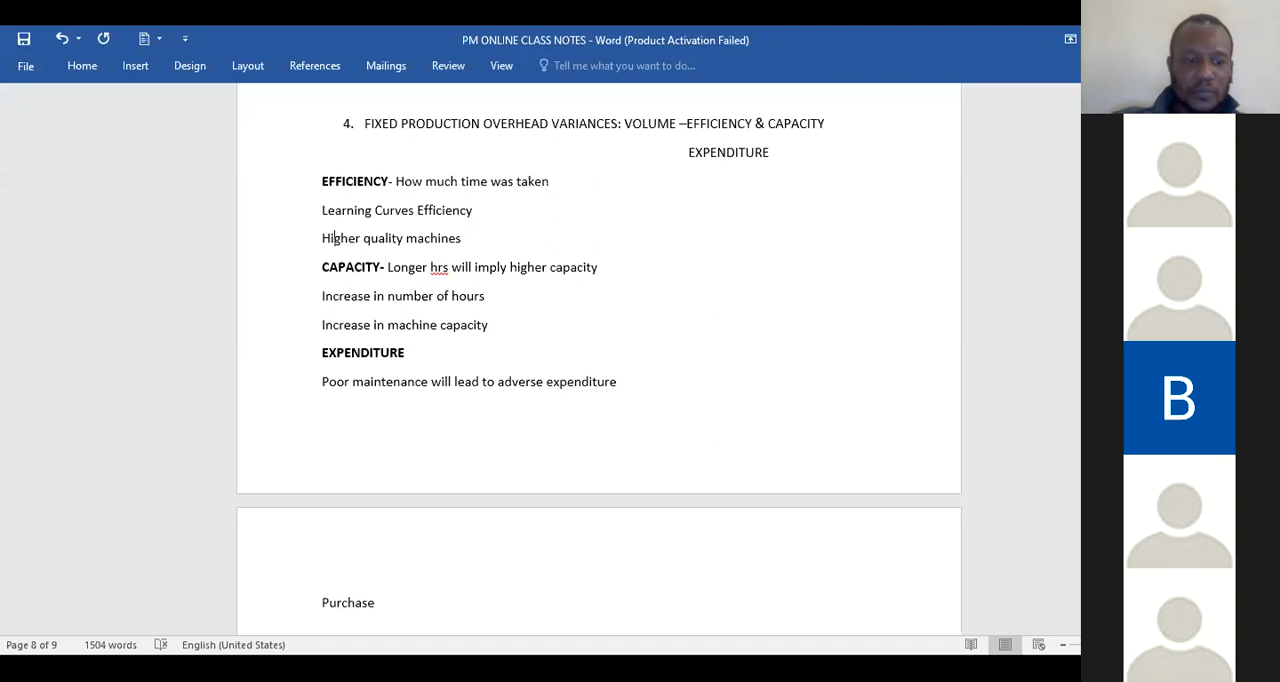 PM ONLINE CLASS NOTES - Word (Product Activation Failed)
File Home Insert Design Layout References Mailings Review View Tell me what you want to do...
4. FIXED PRODUCTION OVERHEAD VARIANCES: VOLUME –EFFICIENCY & CAPACITY
EXPENDITURE
EFFICIENCY- How much time was taken
Learning Curves Efficiency
Higher quality machines
CAPACITY- Longer hrs will imply higher capacity
Increase in number of hours
Increase in machine capacity
EXPENDITURE
Poor maintenance will lead to adverse expenditure
B
Purchase
Page 8 of 9 1504 words English (United States)